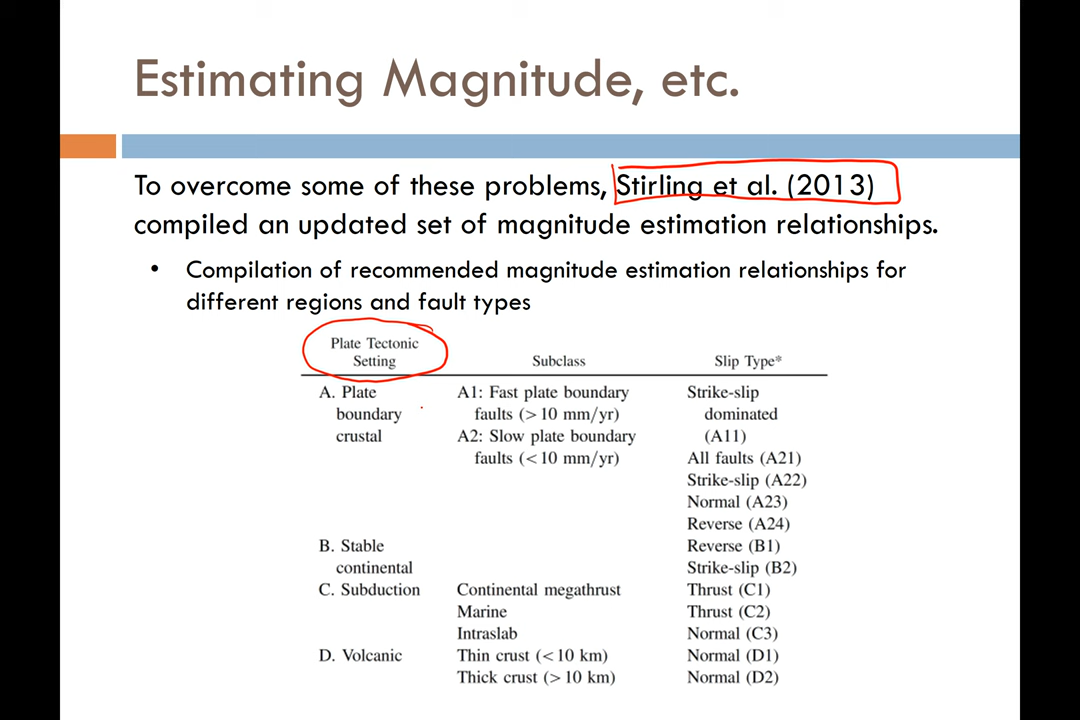 Estimating Magnitude, etc.
To overcome some of these problems, Stirling et al. (2013)
compiled an updated set of magnitude estimation relationships.
• Compilation of recommended magnitude estimation relationships for
different regions and fault types
Plate Tectonic
Setting Subclass Slip Type*
A. Plate A1: Fast plate boundary Strike-slip
boundary faults (> 10 mm/yr) dominated
crustal A2: Slow plate boundary (A11)
faults (< 10 mm/yr) All faults (A21)
Strike-slip (A22)
Normal (A23)
Reverse (A24)
B. Stable Reverse (B1)
continental Strike-slip (B2)
C. Subduction Continental megathrust Thrust (C1)
Marine Thrust (C2)
Intraslab Normal (C3)
D. Volcanic Thin crust (< 10 km) Normal (D1)
Thick crust (> 10 km) Normal (D2)